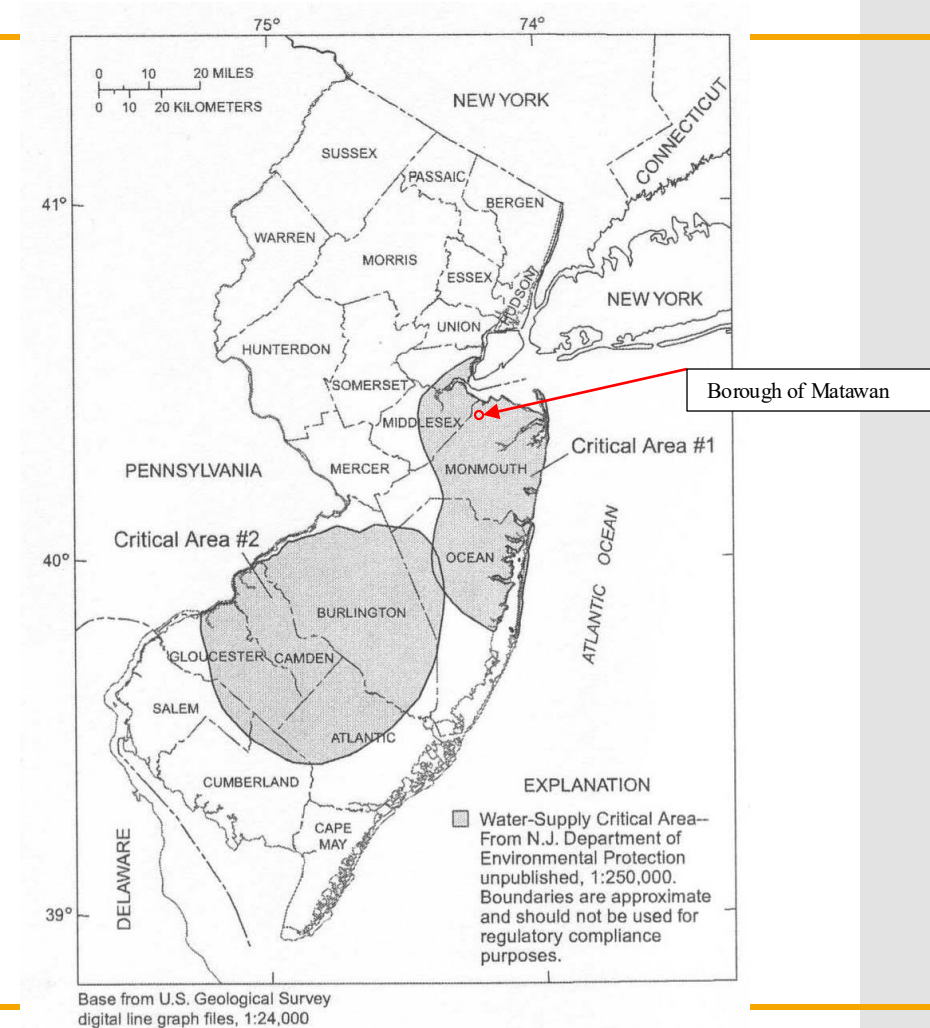 75° 74°
0 10 20 MILES
0 10 20 KILOMETERS
NEW YORK
CONNECTICUT
SUSSEX
PASSAIC
BERGEN
41°
WARREN
MORRIS
ESSEX
HUDSON
NEW YORK
UNION
HUNTERDON
SOMERSET
Borough of Matawan
MIDDLESEX
Critical Area #1
PENNSYLVANIA
MERCER
MONMOUTH
Critical Area #2
40°
OCEAN
ATLANTIC OCEAN
BURLINGTON
GLOUCESTER
CAMDEN
SALEM
ATLANTIC
CUMBERLAND
CAPE
MAY
DELAWARE
39°
EXPLANATION
Water-Supply Critical Area--
From N.J. Department of
Environmental Protection
unpublished, 1:250,000.
Boundaries are approximate
and should not be used for
regulatory compliance
purposes.
Base from U.S. Geological Survey
digital line graph files, 1:24,000